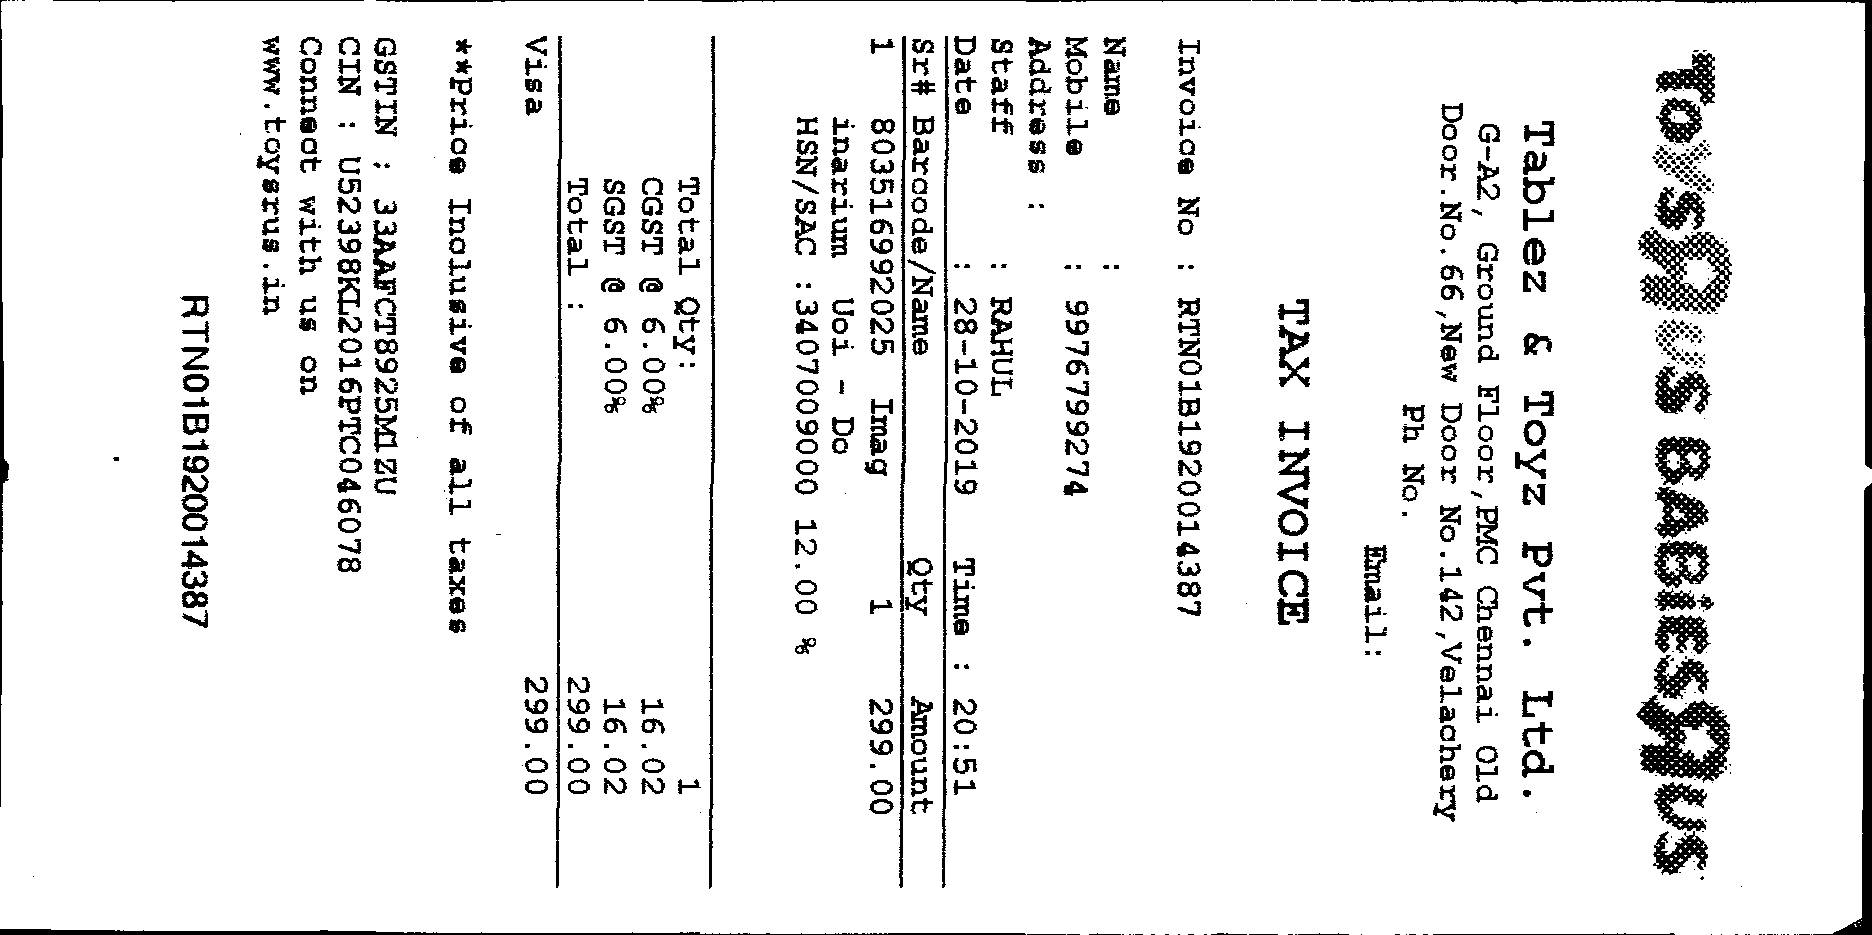 ToysRus BABiESRUS
Tablez & Toyz Pvt. Ltd.
G-A2, Ground Floor,PMC Chennai Old
Door.No.66,New Door No.142,Velachery
Ph No.
Email:
TAX INVOICE
Invoice No : RTN01B1920014387
Name :
Mobile : 9976799274
Address :
Staff : RAHUL
Date : 28-10-2019 Time : 20:51
Sr# Barcode/Name Qty Amount
1 803516992025 Imag 1 299.00
inarium Uoi - Do
HSN/SAC :3407009000 12.00 %
Total Qty: 1
CGST @ 6.00% 16.02
SGST @ 6.00% 16.02
Total : 299.00
Visa 299.00
**Price Inclusive of all taxes
GSTIN : 33AAFCT8925M1ZU
CIN : U52398KL2016PTC046078
Connect with us on
www.toysrus.in
RTN01B1920014387